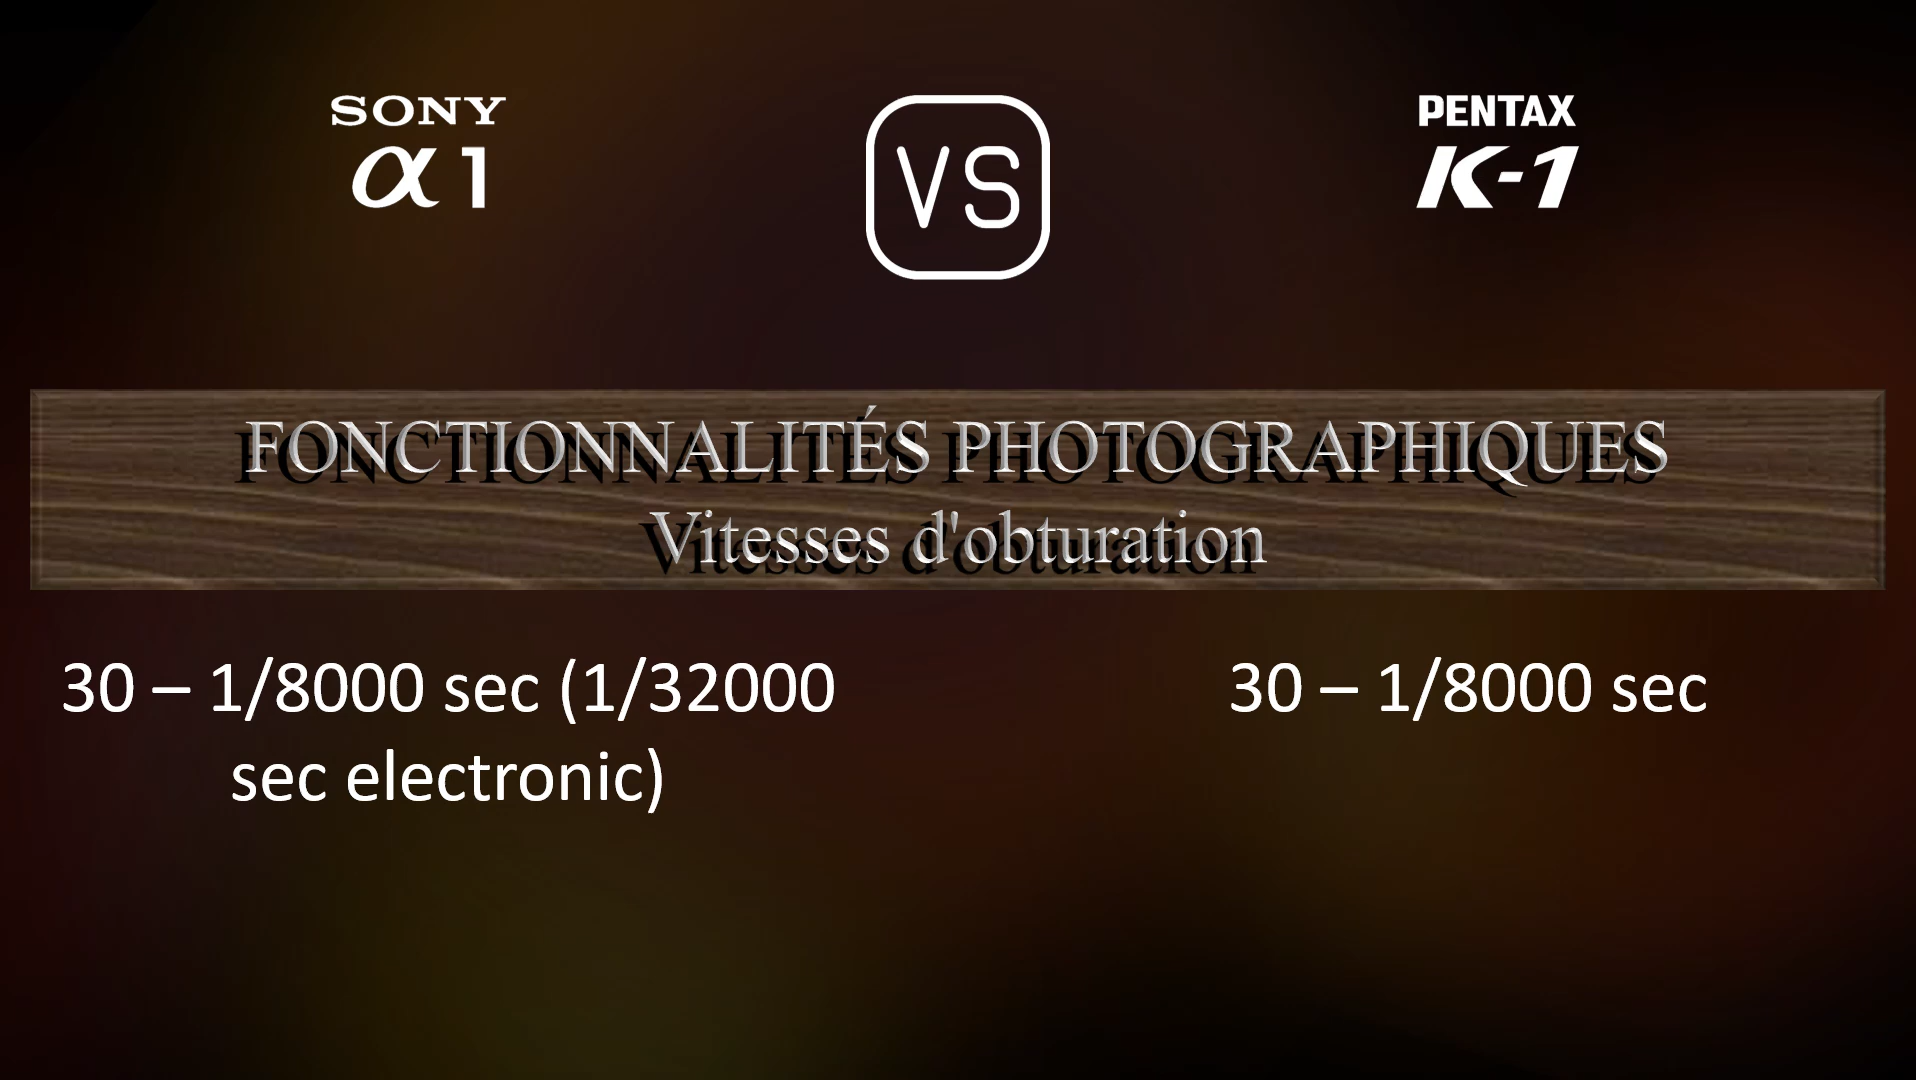 SONY
α1
VS
PENTAX
K-1
FONCTIONNALITÉS PHOTOGRAPHIQUES
Vitesses d'obturation
30 – 1/8000 sec (1/32000
sec electronic)
30 – 1/8000 sec